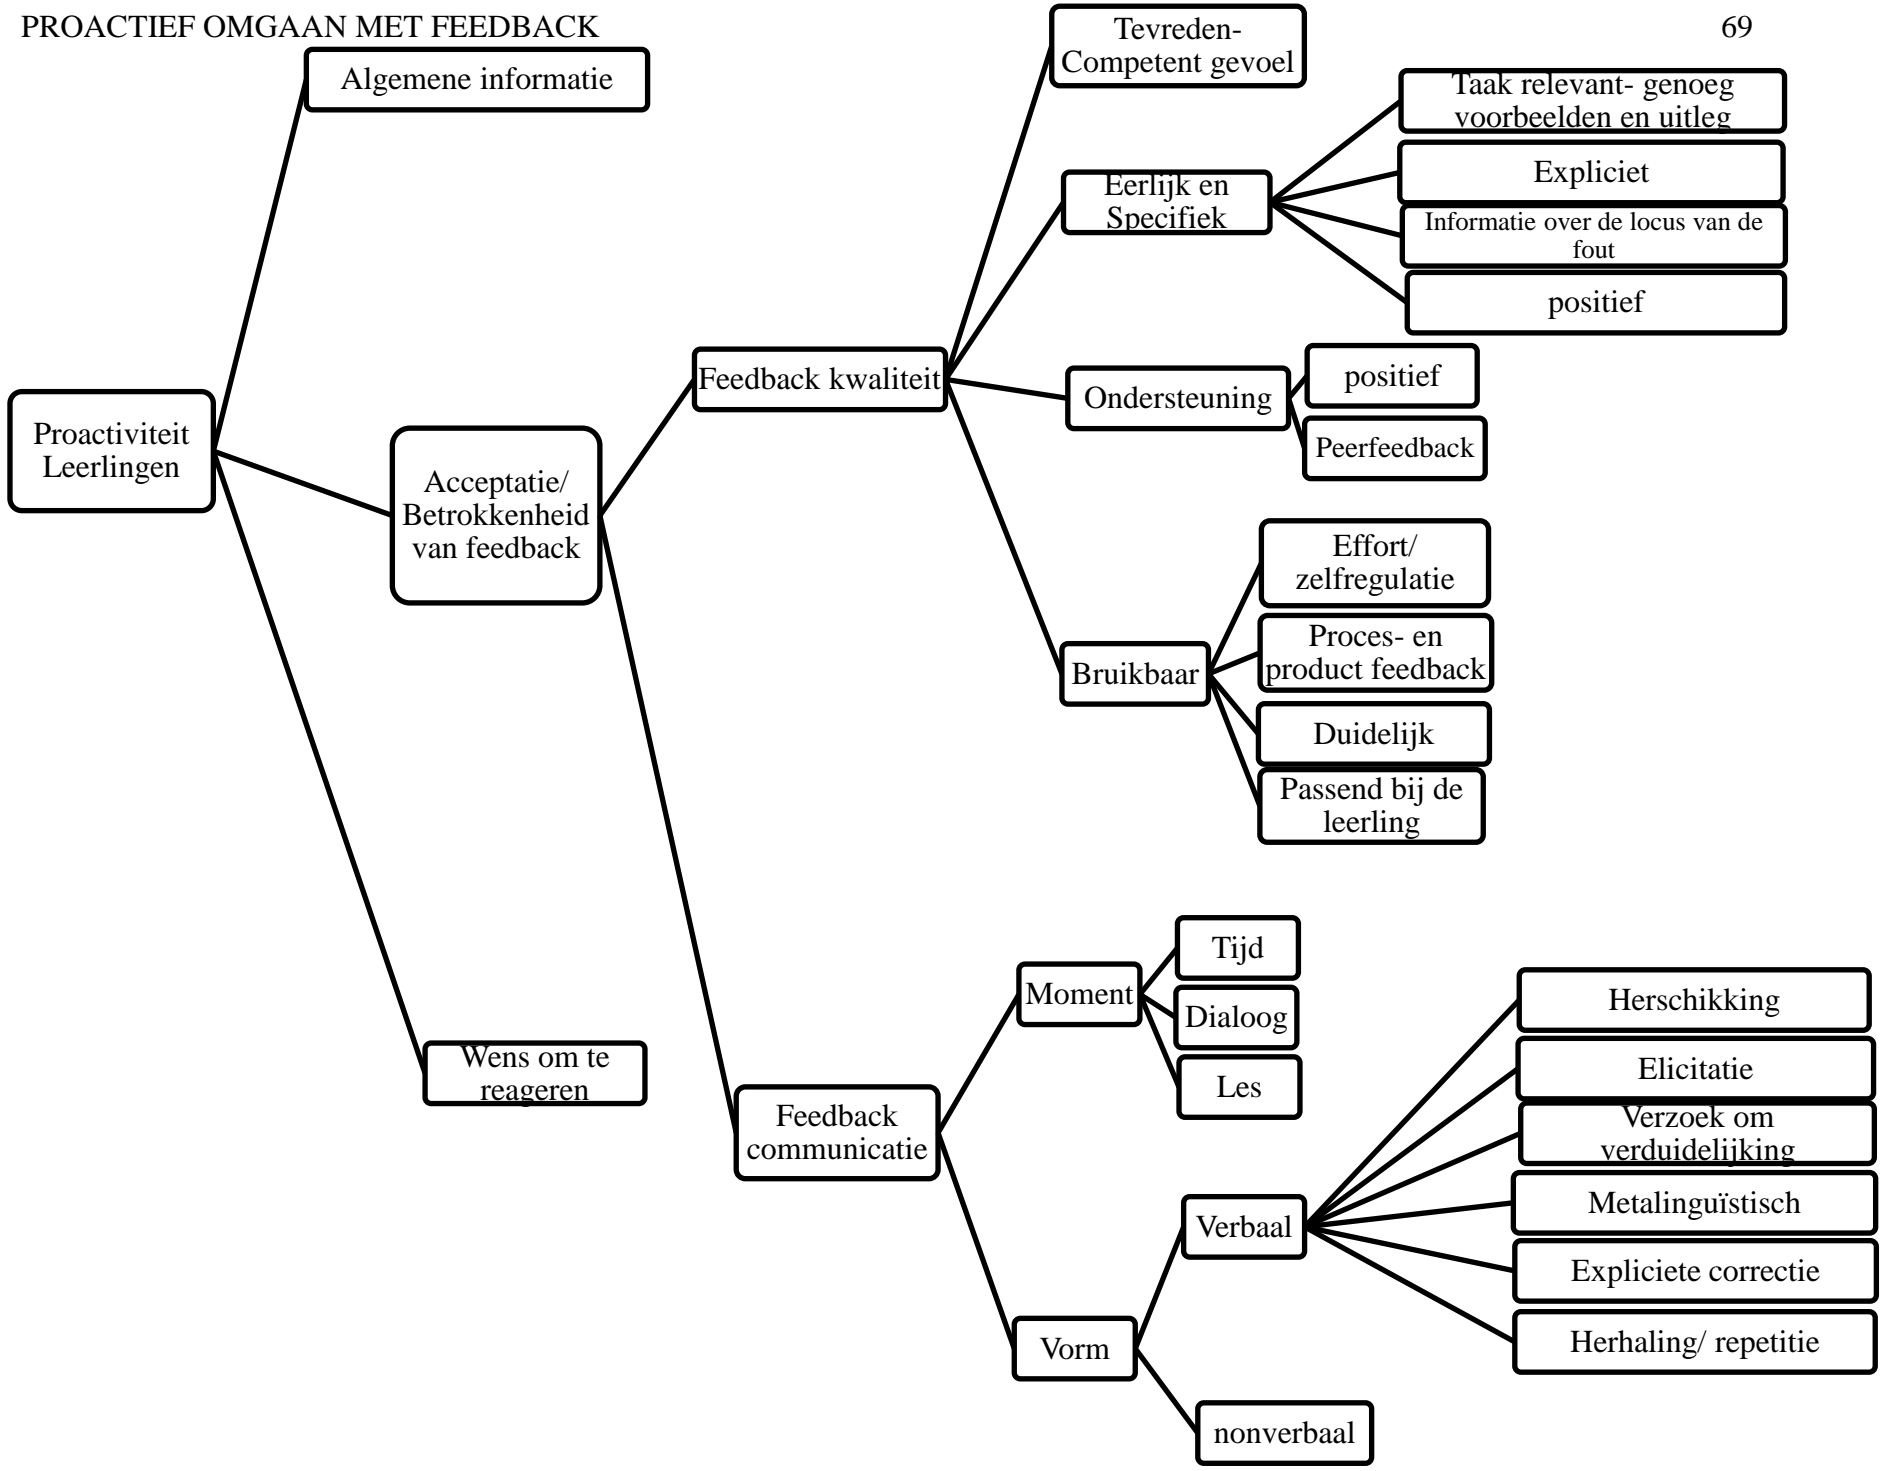 PROACTIEF OMGAAN MET FEEDBACK
69
Algemene informatie
Proactiviteit
Leerlingen
Acceptatie/
Betrokkenheid
van feedback
Wens om te
reageren
Feedback kwaliteit
Tevreden-
Competent gevoel
Eerlijk en
Specifiek
Taak relevant- genoeg
voorbeelden en uitleg
Expliciet
Informatie over de locus van de
fout
positief
Ondersteuning
positief
Peerfeedback
Bruikbaar
Effort/
zelfregulatie
Proces- en
product feedback
Duidelijk
Passend bij de
leerling
Feedback
communicatie
Moment
Tijd
Dialoog
Les
Vorm
Verbaal
Herschikking
Elicitatie
Verzoek om
verduidelijking
Metalinguïstisch
Expliciete correctie
Herhaling/ repetitie
nonverbaal